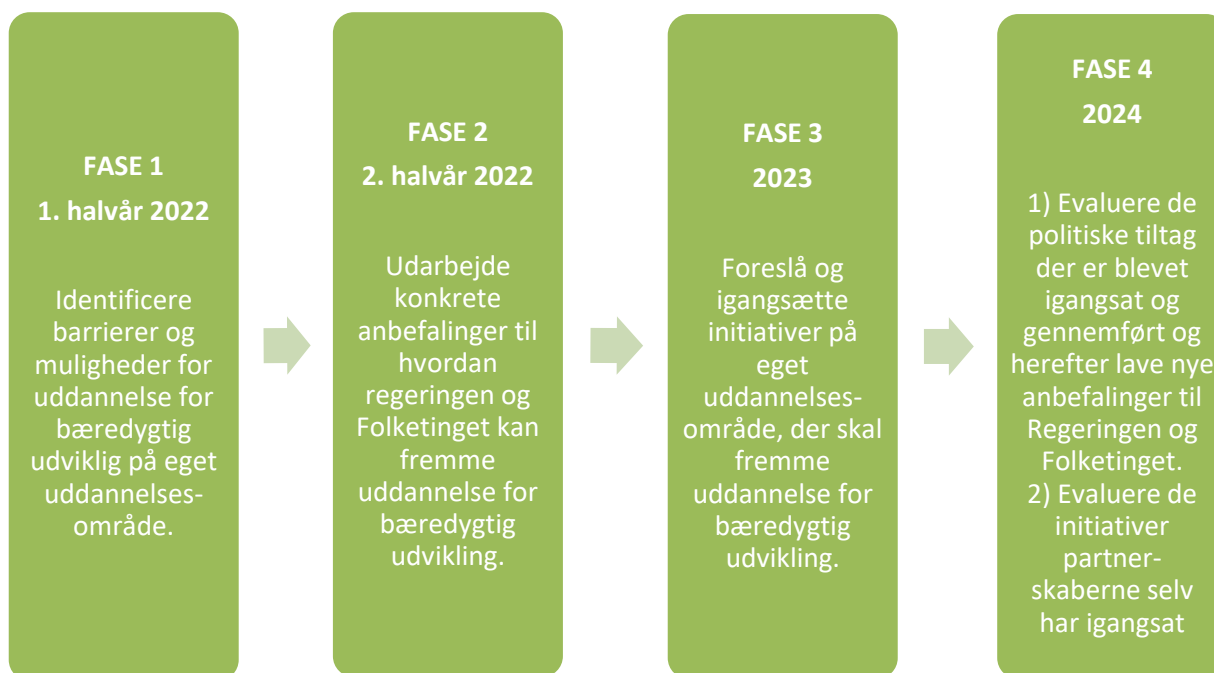 FASE 1
1. halvår 2022
Identificere
barrierer og
muligheder for
uddannelse for
bæredygtig
udviklig på eget
uddannelses-
område.
FASE 2
2. halvår 2022
Udarbejde
konkrete
anbefalinger til
hvordan
regeringen og
Folketinget kan
fremme
uddannelse for
bæredygtig
udvikling.
FASE 3
2023
Foreslå og
igangsætte
initiativer på
eget
uddannelses-
område, der skal
fremme
uddannelse for
bæredygtig
udvikling.
FASE 4
2024
1) Evaluere de
politiske tiltag
der er blevet
igangsat og
gennemført og
herefter lave nye
anbefalinger til
Regeringen og
Folketinget.
2) Evaluere de
initiativer
partner-
skaberne selv
har igangsat